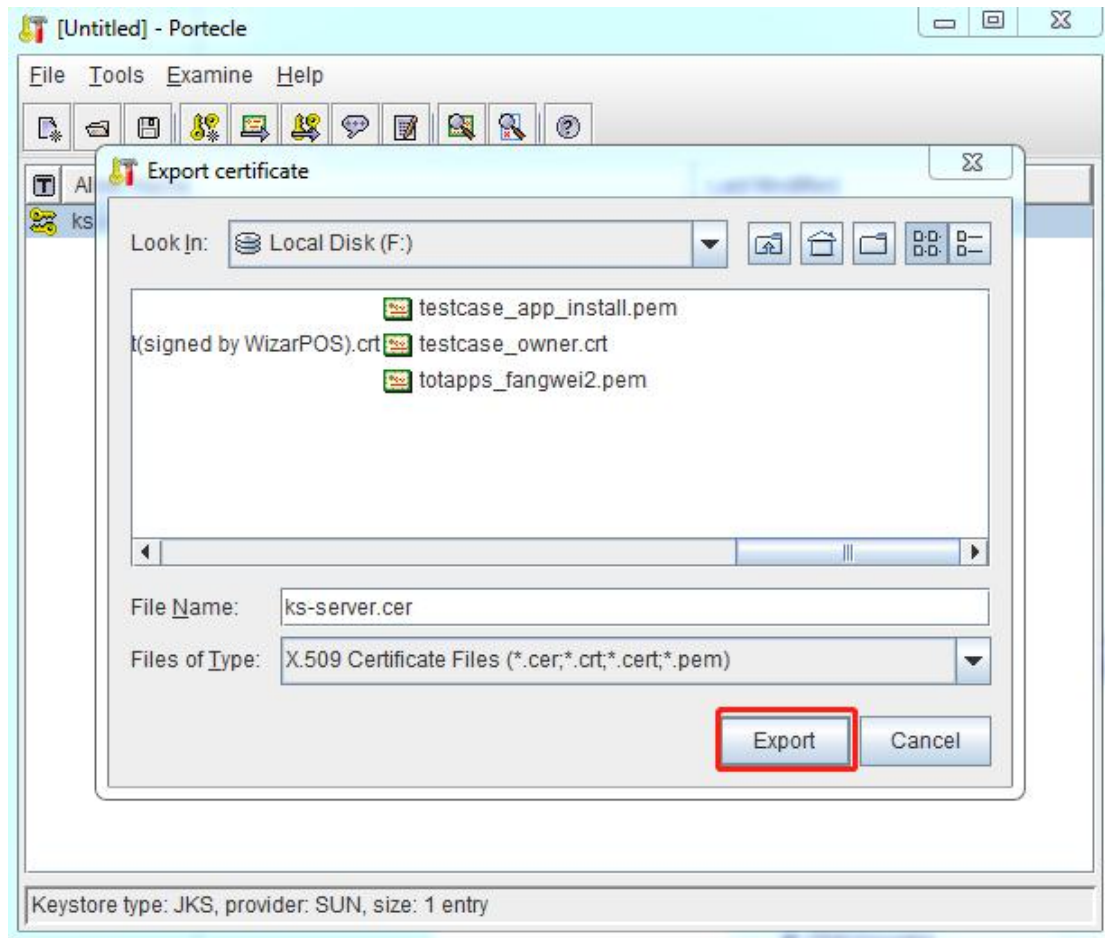 [Untitled] - Portecle
File Tools Examine Help
Export certificate
Al
ks
Look In: Local Disk (F:)
testcase_app_install.pem
t(signed by WizarPOS).crt testcase_owner.crt
totapps_fangwei2.pem
File Name: ks-server.cer
Files of Type: X.509 Certificate Files (*.cer;*.crt;*.cert;*.pem)
Export Cancel
Keystore type: JKS, provider: SUN, size: 1 entry